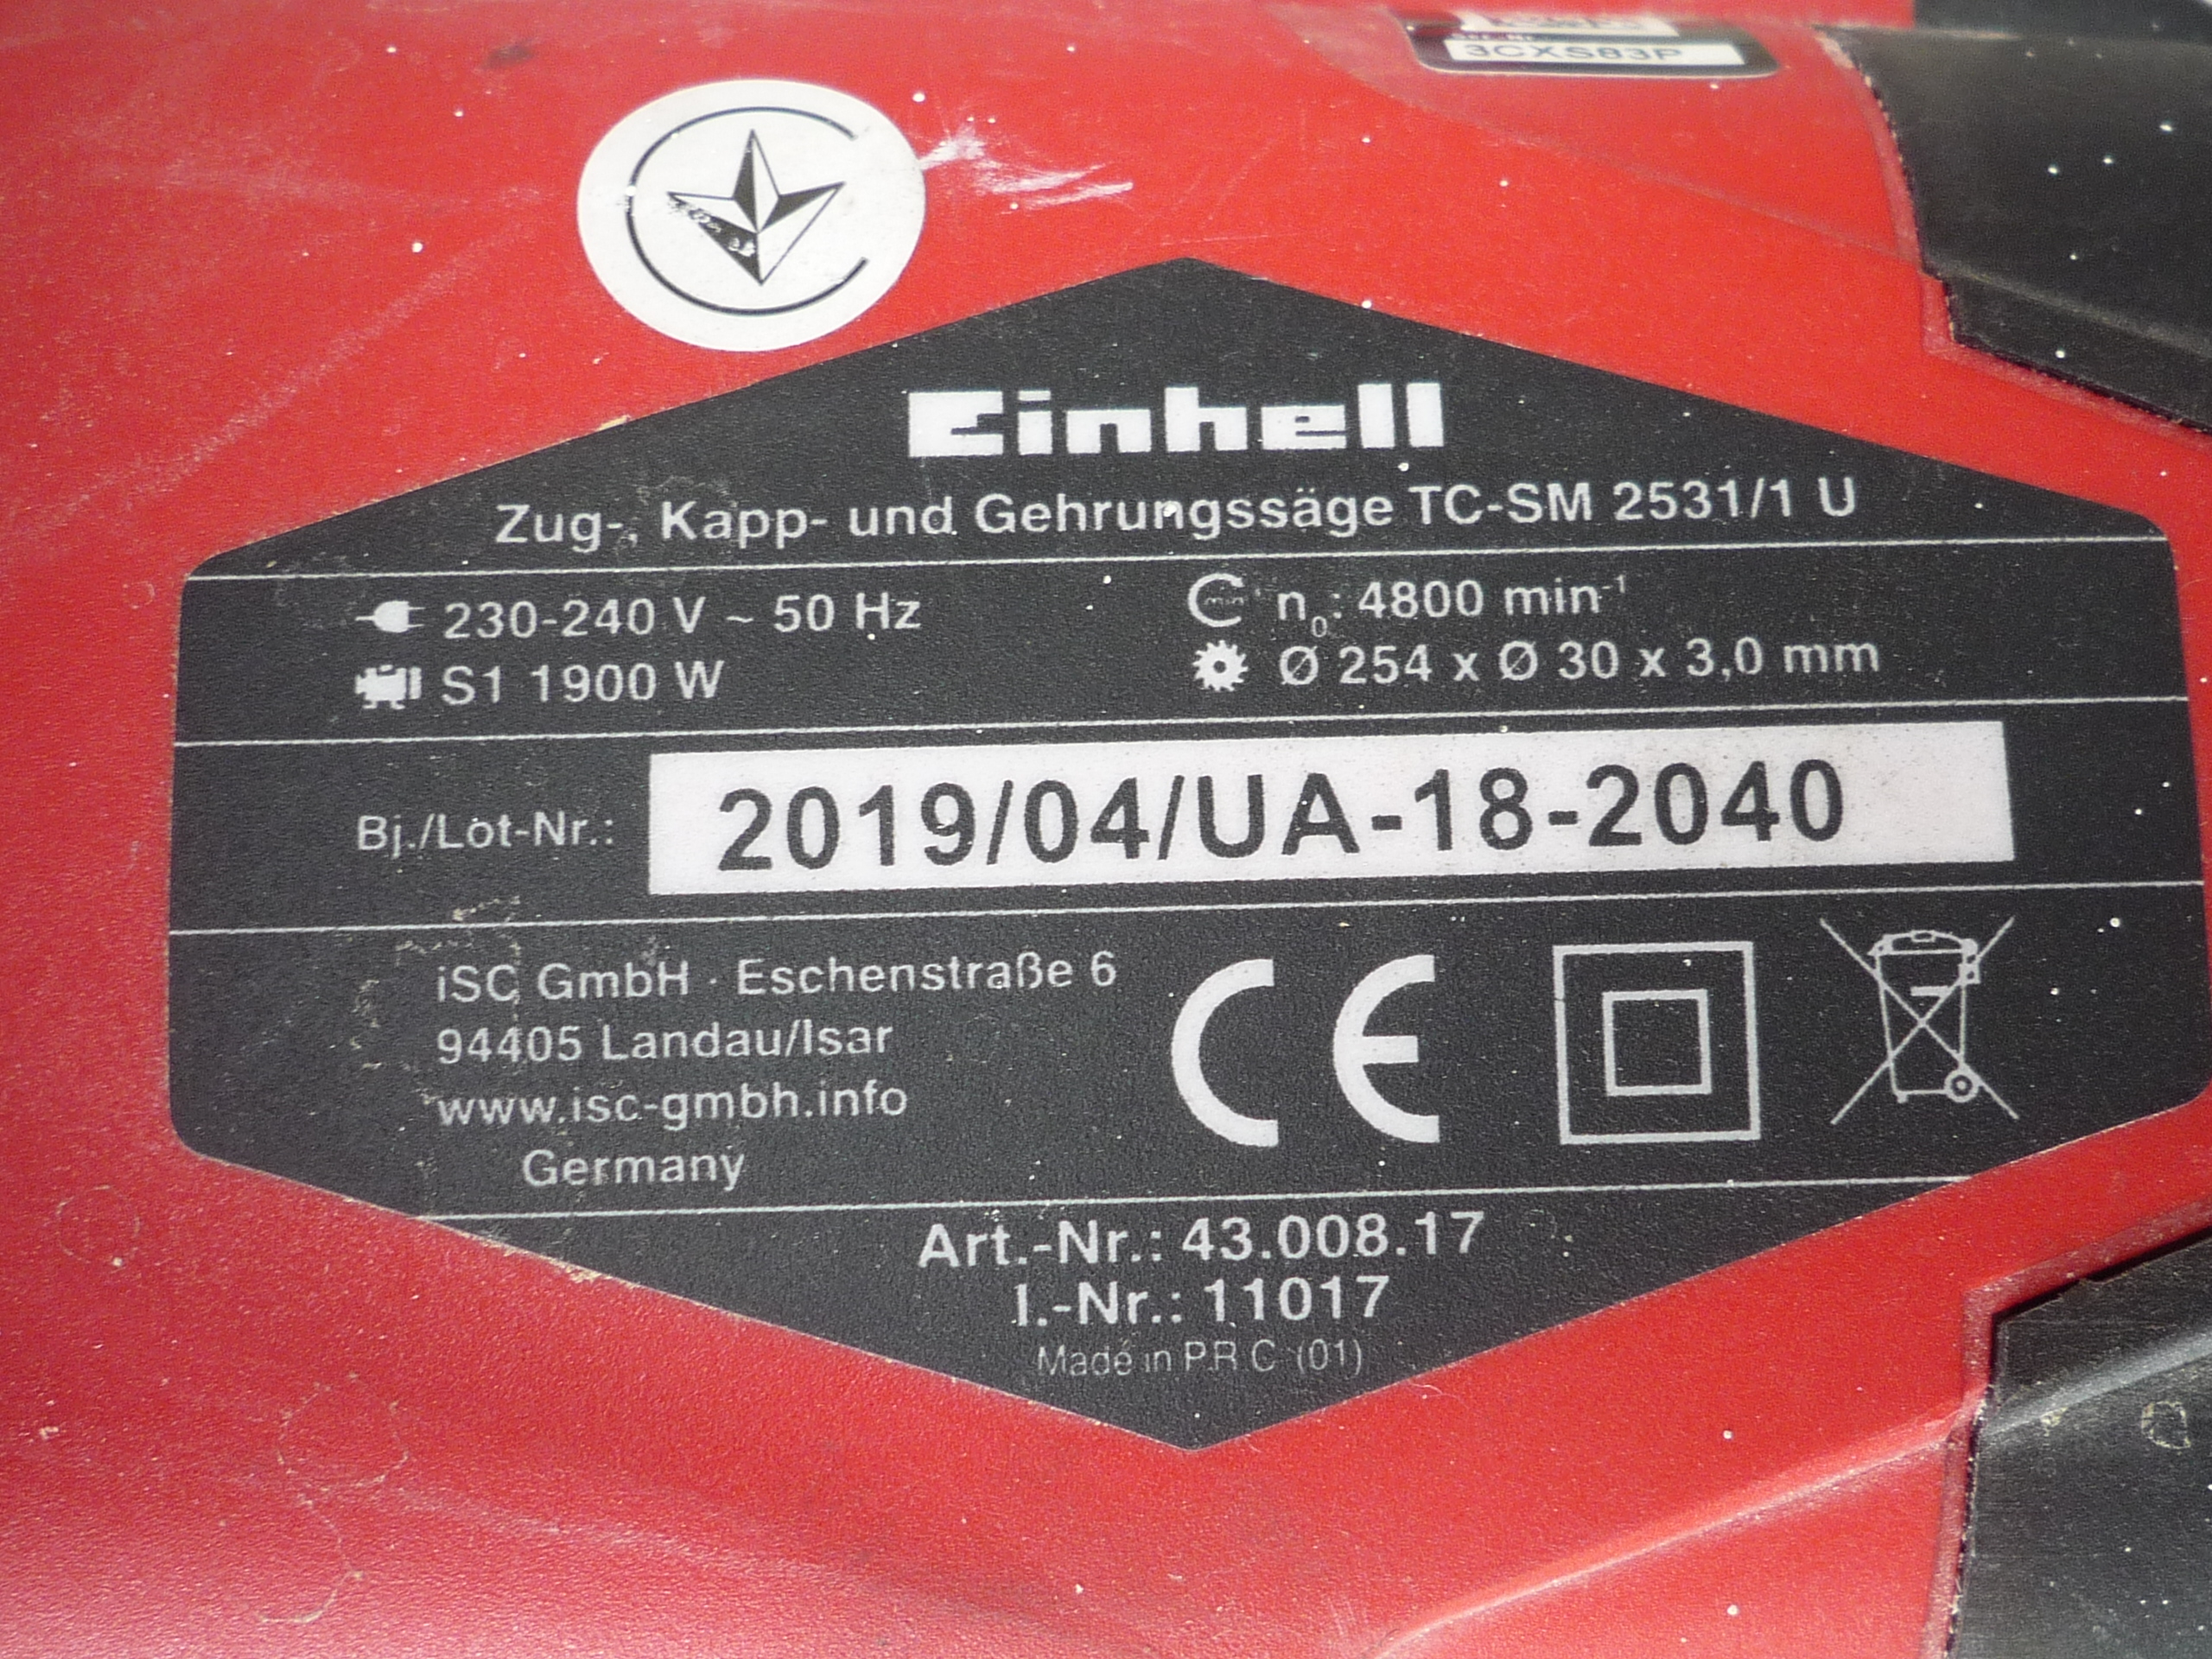 3CXS83P
Einhell
Zug-, Kapp- und Gehrungssäge TC-SM 2531/1 U
230-240 V ~ 50 Hz
n0: 4800 min-1
S1 1900 W
Ø 254 x Ø 30 x 3,0 mm
Bj./Lot-Nr.: 2019/04/UA-18-2040
iSC GmbH · Eschenstraße 6
94405 Landau/Isar
www.isc-gmbh.info
Germany
CE
Art.-Nr.: 43.008.17
I.-Nr.: 11017
Made in P.R.C. (01)